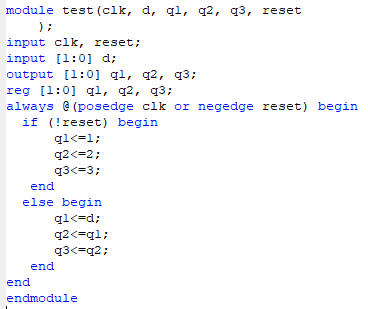 module test(clk, d, q1, q2, q3, reset
);
input clk, reset;
input [1:0] d;
output [1:0] q1, q2, q3;
reg [1:0] q1, q2, q3;
always @(posedge clk or negedge reset) begin
if (!reset) begin
q1<=1;
q2<=2;
q3<=3;
end
else begin
q1<=d;
q2<=q1;
q3<=q2;
end
end
endmodule